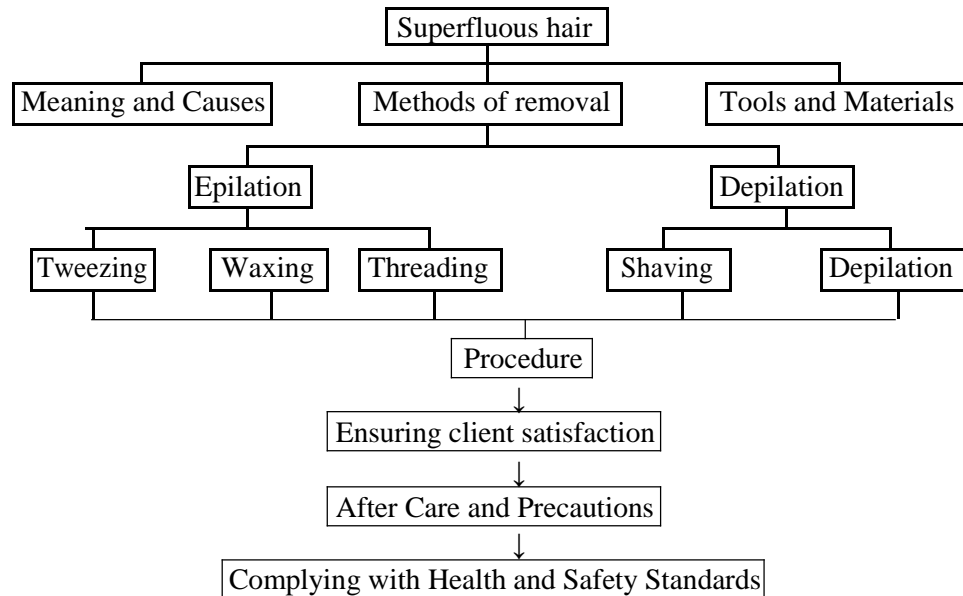 Superfluous hair
Meaning and Causes
Methods of removal
Tools and Materials
Epilation
Depilation
Tweezing
Waxing
Threading
Shaving
Depilation
Procedure
Ensuring client satisfaction
After Care and Precautions
Complying with Health and Safety Standards